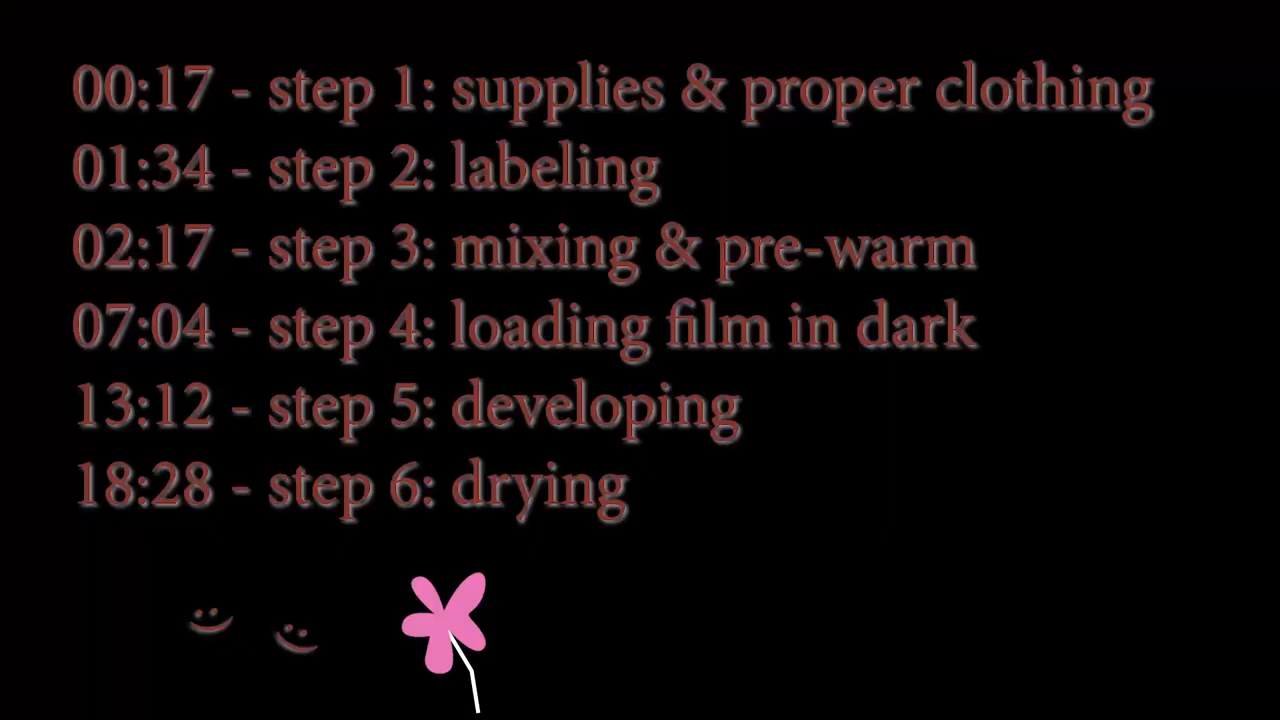 00:17 - step 1: supplies & proper clothing
01:34 - step 2: labeling
02:17 - step 3: mixing & pre-warm
07:04 - step 4: loading film in dark
13:12 - step 5: developing
18:28 - step 6: drying
:) :)